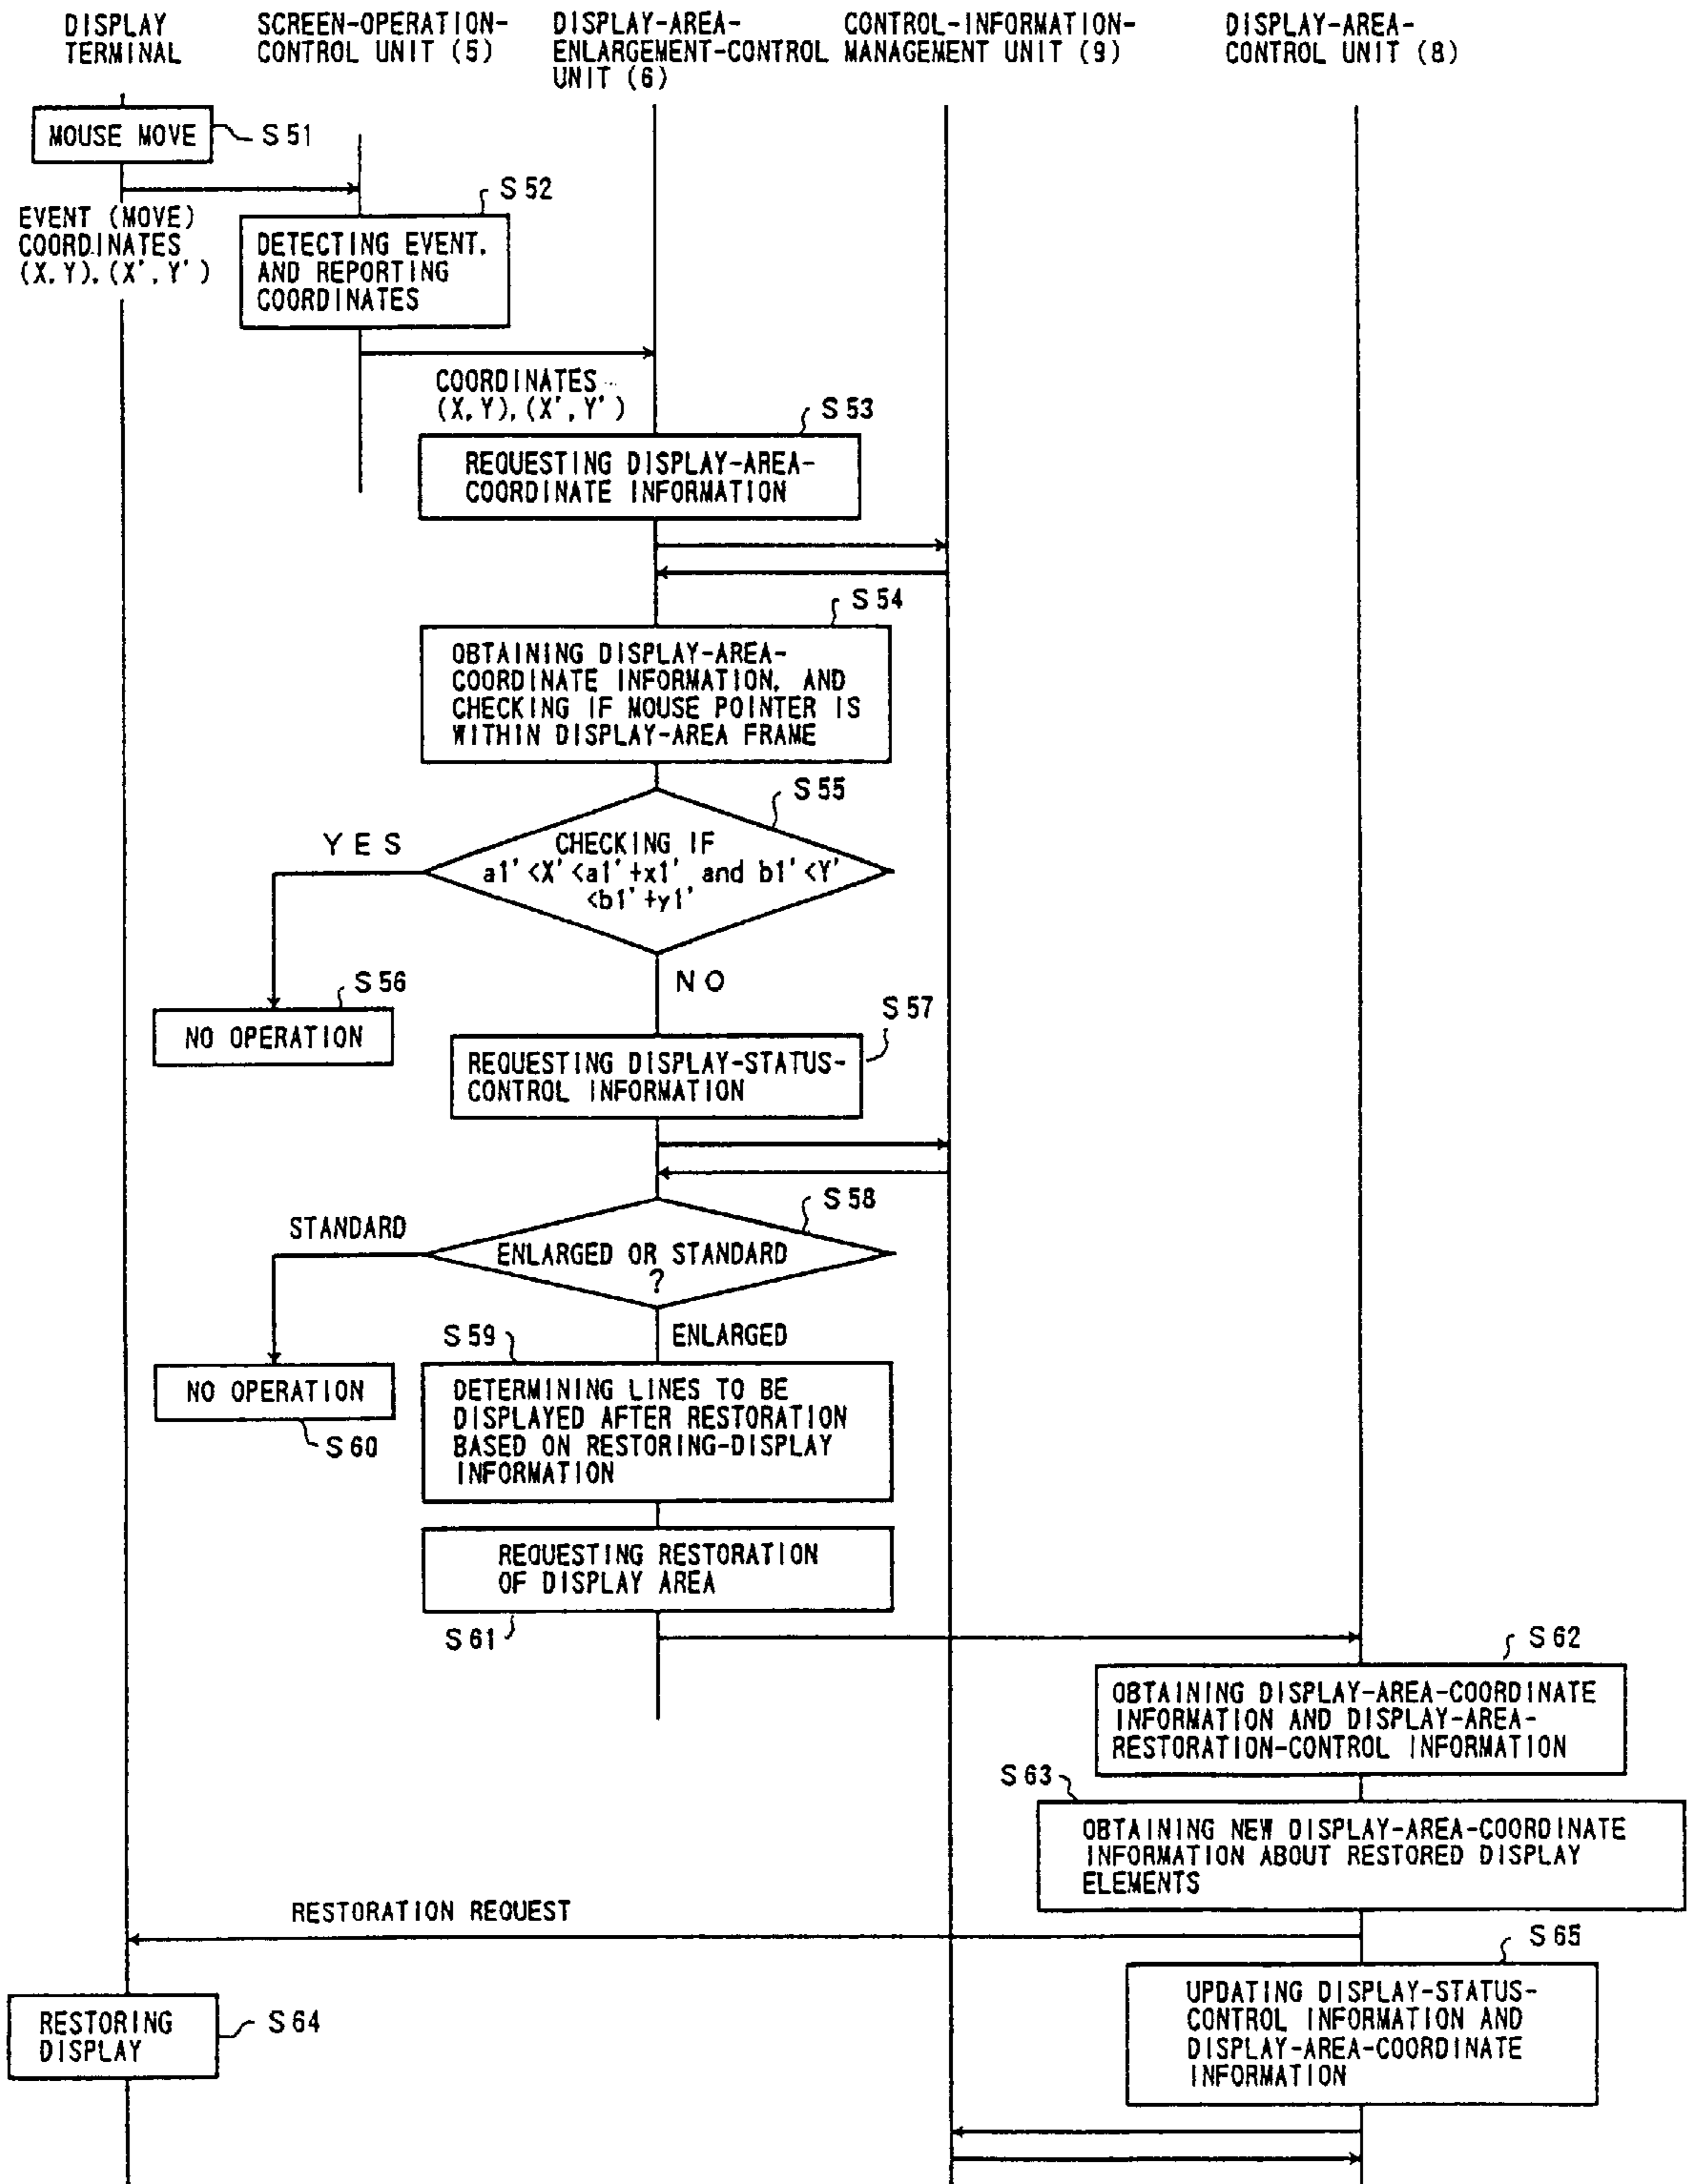 DISPLAY
TERMINAL
SCREEN-OPERATION-
CONTROL UNIT (5)
DISPLAY-AREA-
ENLARGEMENT-CONTROL
UNIT (6)
CONTROL-INFORMATION-
MANAGEMENT UNIT (9)
DISPLAY-AREA-
CONTROL UNIT (8)
MOUSE MOVE
S51
EVENT (MOVE)
COORDINATES
(X,Y),(X',Y')
S52
DETECTING EVENT,
AND REPORTING
COORDINATES
COORDINATES
(X,Y),(X',Y')
S53
REQUESTING DISPLAY-AREA-
COORDINATE INFORMATION
S54
OBTAINING DISPLAY-AREA-
COORDINATE INFORMATION, AND
CHECKING IF MOUSE POINTER IS
WITHIN DISPLAY-AREA FRAME
S55
YES
CHECKING IF
a1'<X'<a1'+x1' and b1'<Y'
<b1'+y1'
S56
NO OPERATION
NO
S57
REQUESTING DISPLAY-STATUS-
CONTROL INFORMATION
S58
STANDARD
ENLARGED OR STANDARD
?
ENLARGED
S59
NO OPERATION
S60
DETERMINING LINES TO BE
DISPLAYED AFTER RESTORATION
BASED ON RESTORING-DISPLAY
INFORMATION
REQUESTING RESTORATION
OF DISPLAY AREA
S61
S62
OBTAINING DISPLAY-AREA-COORDINATE
INFORMATION AND DISPLAY-AREA-
RESTORATION-CONTROL INFORMATION
S63
OBTAINING NEW DISPLAY-AREA-COORDINATE
INFORMATION ABOUT RESTORED DISPLAY
ELEMENTS
RESTORATION REQUEST
S65
UPDATING DISPLAY-STATUS-
CONTROL INFORMATION AND
DISPLAY-AREA-COORDINATE
INFORMATION
RESTORING
DISPLAY
S64